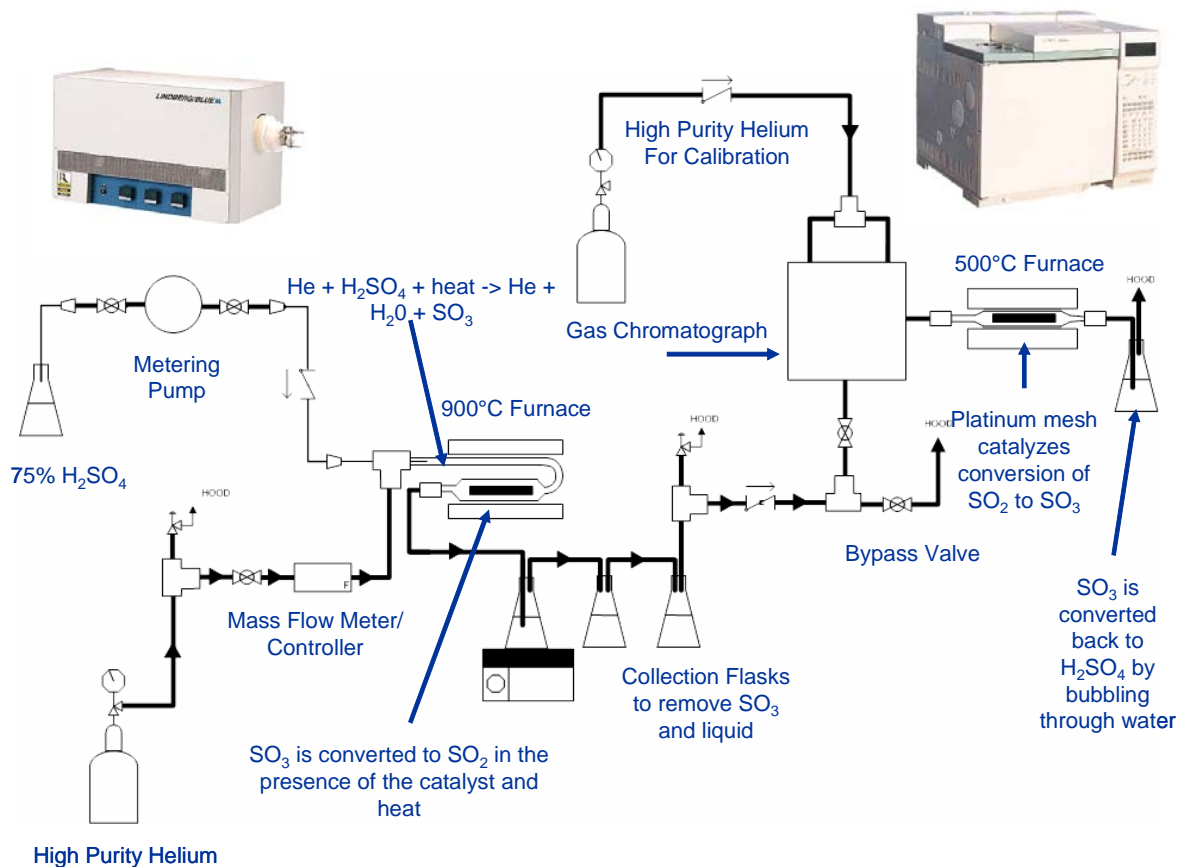 LINDBERG/BLUE M
High Purity Helium
For Calibration
He + H₂SO₄ + heat -> He +
H₂0 + SO₃
500°C Furnace
HOOD
Gas Chromatograph
Metering
Pump
900°C Furnace
75% H₂SO₄
HOOD
HOOD
HOOD
Platinum mesh
catalyzes
conversion of
SO₂ to SO₃
Bypass Valve
F
Mass Flow Meter/
Controller
Collection Flasks
to remove SO₃
and liquid
SO₃ is
converted
back to
H₂SO₄ by
bubbling
through water
SO₃ is converted to SO₂ in the
presence of the catalyst and
heat
High Purity Helium